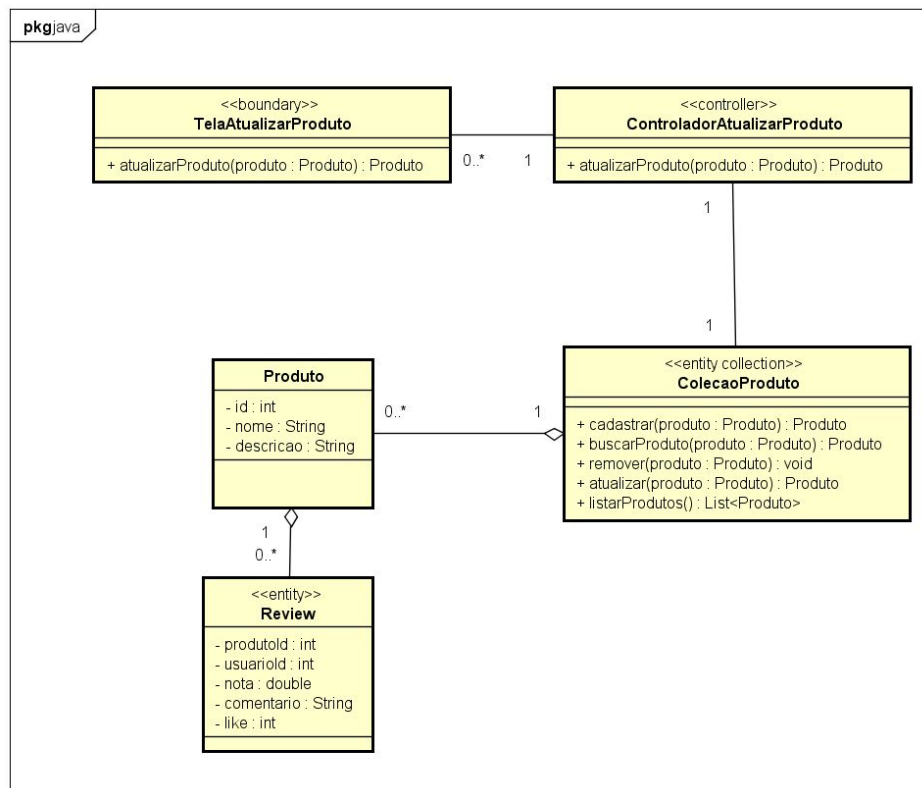 pkg java
<<boundary>>
TelaAtualizarProduto
+ atualizarProduto(produto : Produto) : Produto
0..*
1
<<controller>>
ControladorAtualizarProduto
+ atualizarProduto(produto : Produto) : Produto
1
1
<<entity collection>>
ColecaoProduto
+ cadastrar(produto : Produto) : Produto
+ buscarProduto(produto : Produto) : Produto
+ remover(produto : Produto) : void
+ atualizar(produto : Produto) : Produto
+ listarProdutos() : List<Produto>
0..*
1
Produto
- id : int
- nome : String
- descricao : String
1
0..*
<<entity>>
Review
- produtoId : int
- usuarioId : int
- nota : double
- comentario : String
- like : int